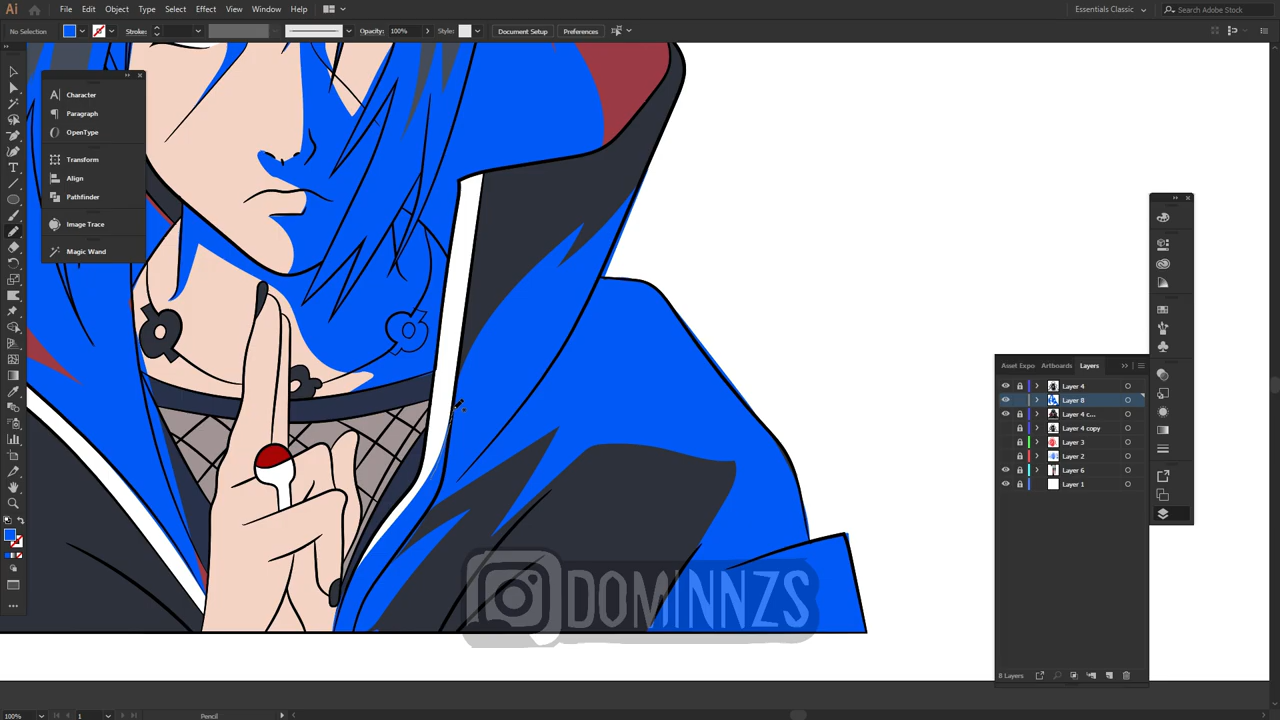 Ai File Edit Object Type Select Effect View Window Help Essentials Classic Search Adobe Stock
No Selection Stroke: Opacity: 100% Style: Document Setup Preferences
Character
Paragraph
OpenType
Transform
Align
Pathfinder
Image Trace
Magic Wand
Asset Expo Artboards Layers
Layer 4
Layer 8
Layer 4 c...
Layer 4 copy
Layer 3
Layer 2
Layer 6
Layer 1
8 Layers
DOMINNZS
100% 1 Pencil